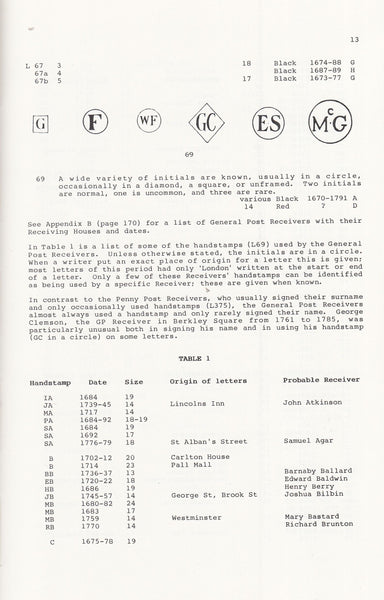 13
L 67 3 18 Black 1674-88 G
67a 4 Black 1687-89 H
67b 5 17 Black 1673-77 G
G F WF GC ES McG
69
69 A wide variety of initials are known, usually in a circle,
occasionally in a diamond, a square, or unframed. Two initials
are normal, one is uncommon, and three are rare.
various Black 1670-1791 A
14 Red ? D
See Appendix B (page 170) for a list of General Post Receivers with their
Receiving Houses and dates.
In Table 1 is a list of some of the handstamps (L69) used by the General
Post Receivers. Unless otherwise stated, the initials are in a circle.
When a writer put an exact place of origin for a letter this is given;
most letters of this period had only 'London' written at the start or end
of a letter. Only a few of these Receivers' handstamps can be identified
as being used by a specific Receiver; these are given when known.
In contrast to the Penny Post Receivers, who usually signed their surname
and only occasionally used handstamps (L375), the General Post Receivers
almost always used a handstamp and only rarely signed their name. George
Clemson, the GP Receiver in Berkley Square from 1761 to 1785, was
particularly unusual both in signing his name and in using his handstamp
(GC in a circle) on some letters.
TABLE 1
Handstamp Date Size Origin of letters Probable Receiver
IA 1684 19
JA 1739-45 14 Lincolns Inn John Atkinson
MA 1717 14
PA 1684-92 18-19
SA 1684 19
SA 1692 17
SA 1776-79 18 St Alban's Street Samuel Agar
B 1702-12 20 Carlton House
B 1714 23 Pall Mall
BB 1736-37 13 Barnaby Ballard
EB 1720-22 18 Edward Baldwin
HB 1686 19 Henry Berry
JB 1745-57 14 George St, Brook St Joshua Bilbin
MB 1680-82 24
MB 1683 17
MB 1759 14 Westminster Mary Bastard
RB 1770 14 Richard Brunton
C 1675-78 19